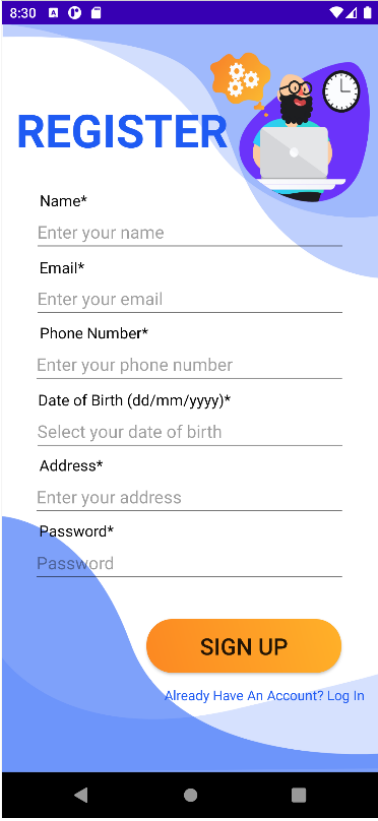 8:30
REGISTER
Name*
Enter your name
Email*
Enter your email
Phone Number*
Enter your phone number
Date of Birth (dd/mm/yyyy)*
Select your date of birth
Address*
Enter your address
Password*
Password
SIGN UP
Already Have An Account? Log In